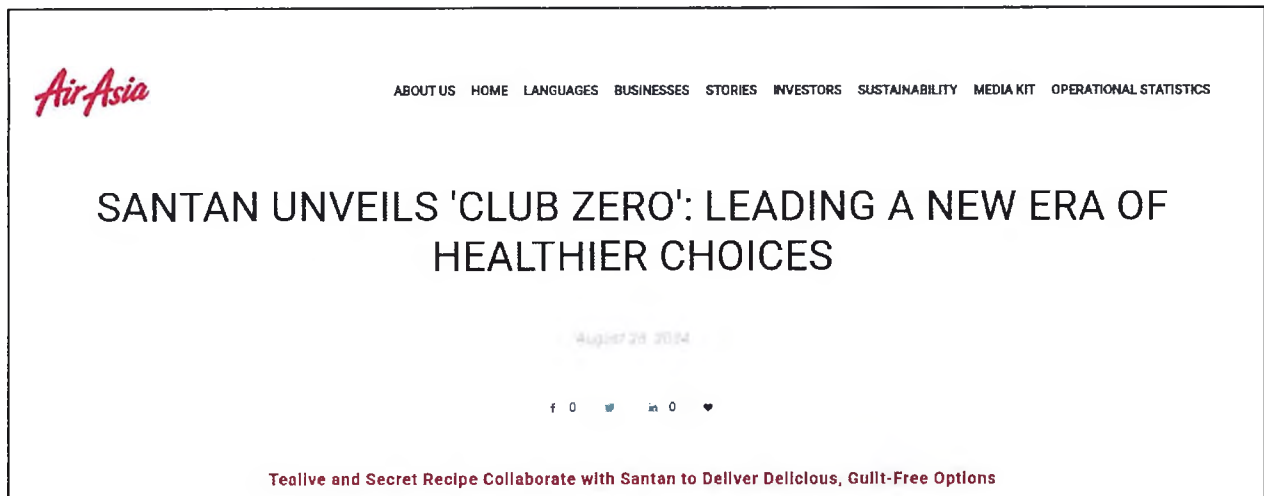 AirAsia
ABOUT US HOME LANGUAGES BUSINESSES STORIES INVESTORS SUSTAINABILITY MEDIA KIT OPERATIONAL STATISTICS
SANTAN UNVEILS 'CLUB ZERO': LEADING A NEW ERA OF
HEALTHIER CHOICES
August 2024
f 0 in 0
Tealive and Secret Recipe Collaborate with Santan to Deliver Delicious, Guilt-Free Options